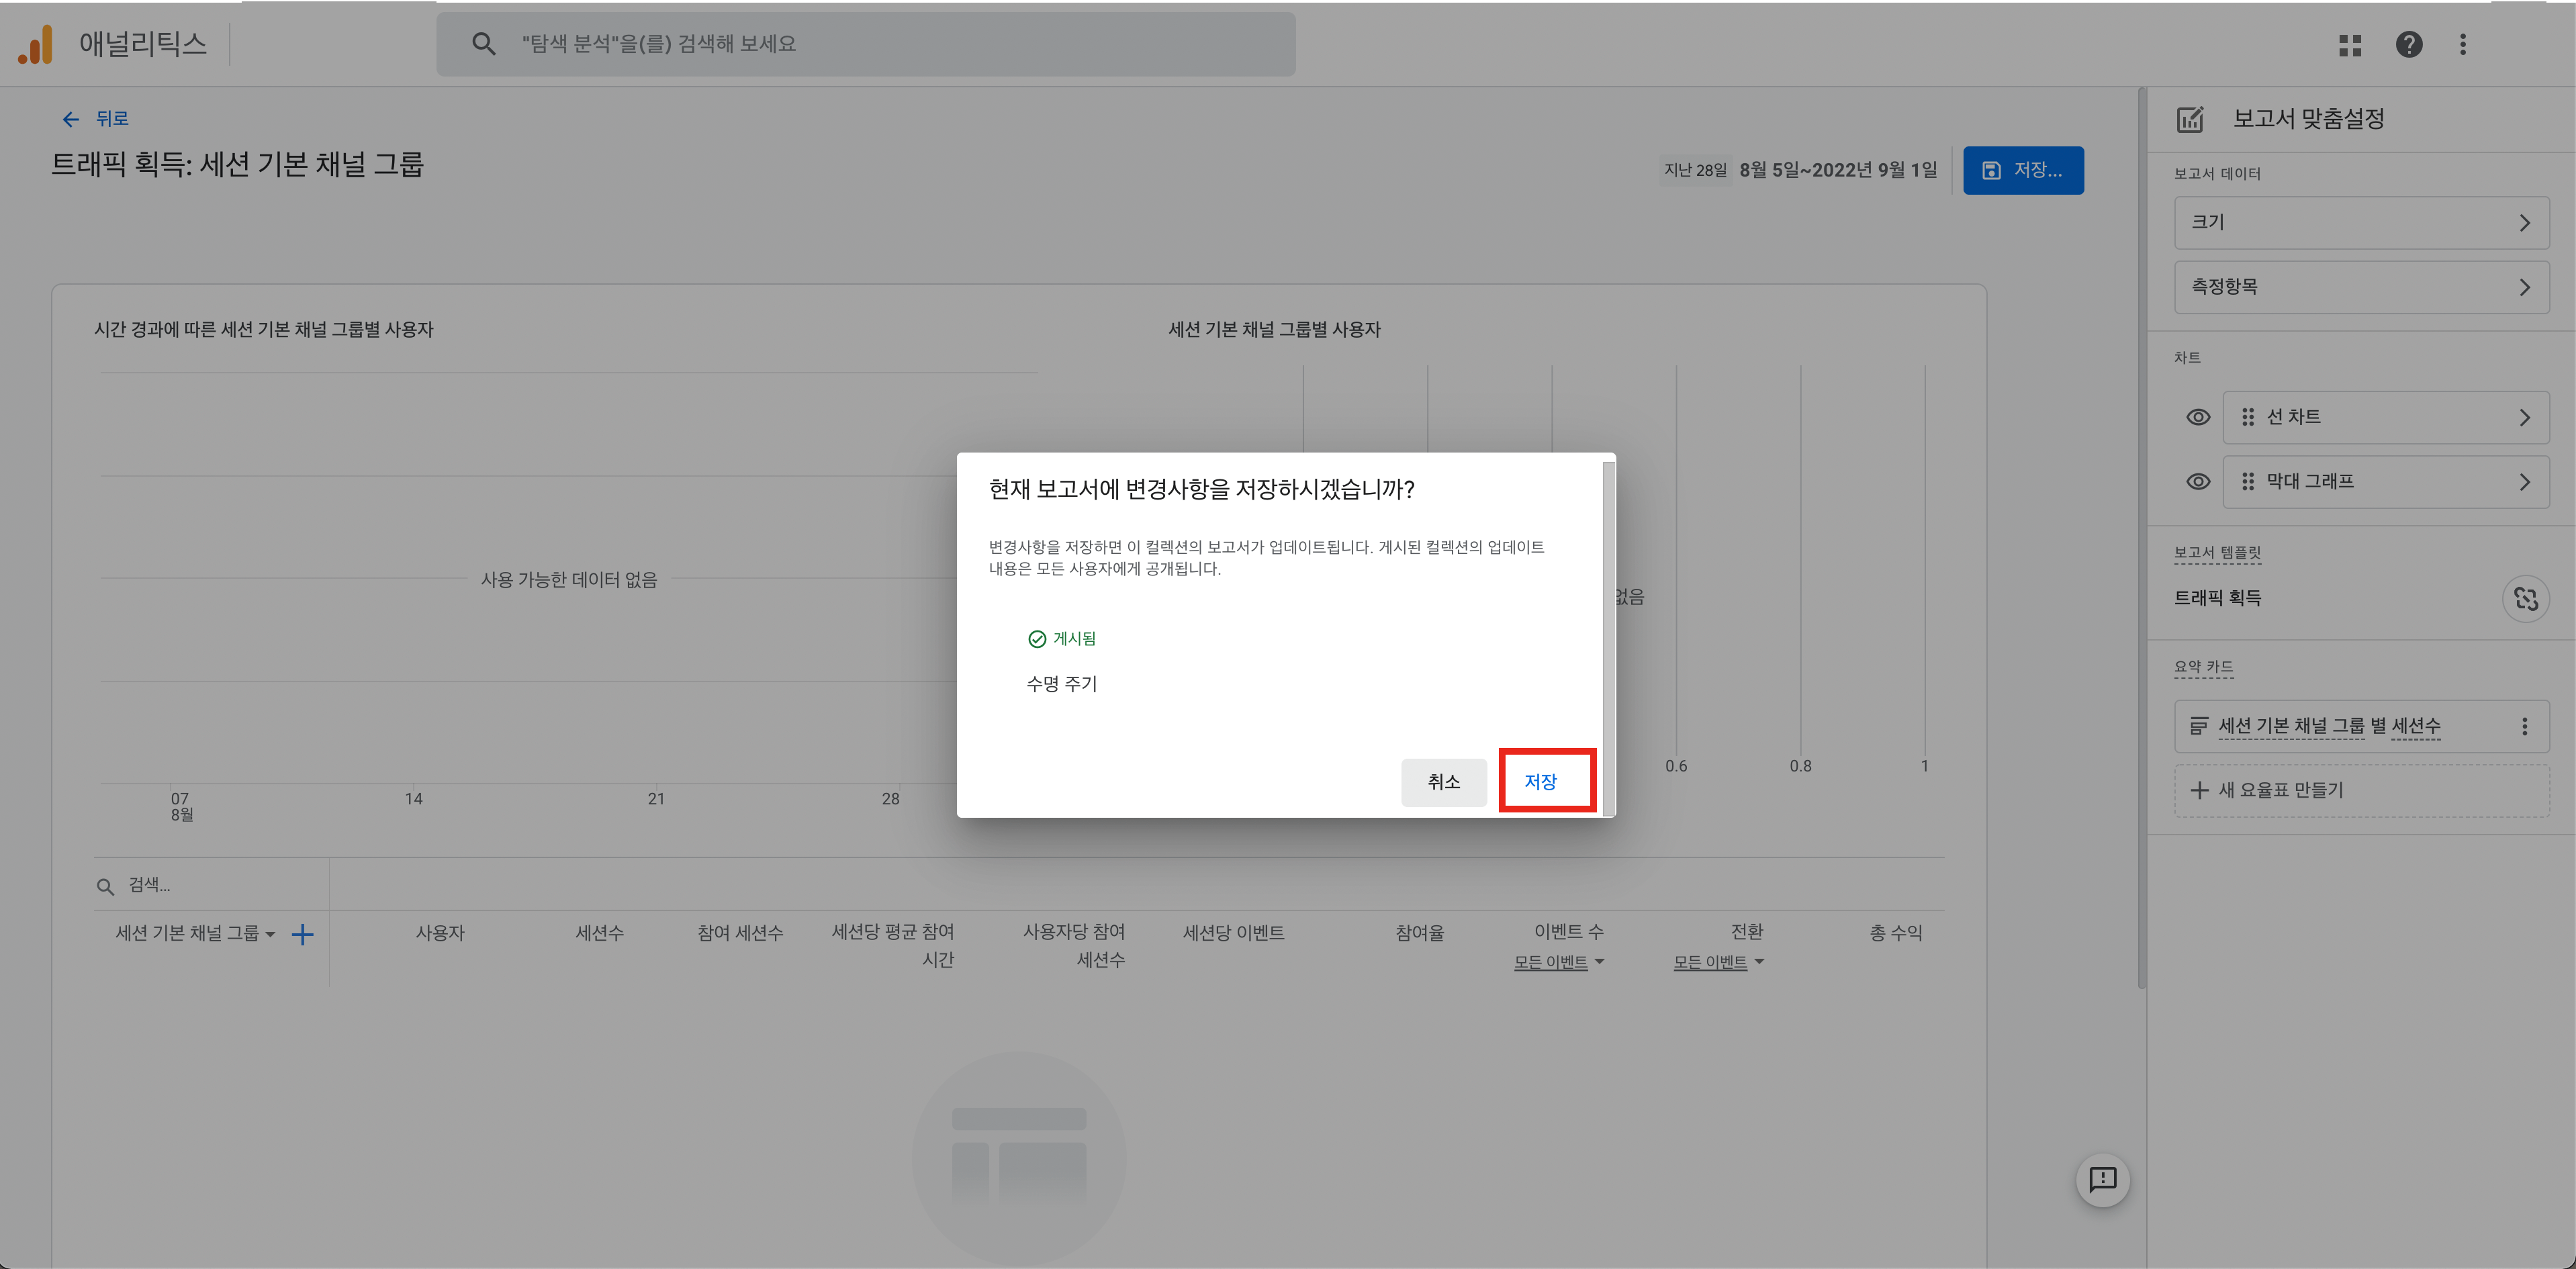 애널리틱스
"탐색 분석"을(를) 검색해 보세요
뒤로
트래픽 획득: 세션 기본 채널 그룹
지난 28일 8월 5일~2022년 9월 1일
저장...
시간 경과에 따른 세션 기본 채널 그룹별 사용자
사용 가능한 데이터 없음
07
8월
14
21
28
세션 기본 채널 그룹별 사용자
없음
0.6
0.8
1
현재 보고서에 변경사항을 저장하시겠습니까?
변경사항을 저장하면 이 컬렉션의 보고서가 업데이트됩니다. 게시된 컬렉션의 업데이트
내용은 모든 사용자에게 공개됩니다.
게시됨
수명 주기
취소
저장
검색...
세션 기본 채널 그룹
사용자
세션수
참여 세션수
세션당 평균 참여
시간
사용자당 참여
세션수
세션당 이벤트
참여율
이벤트 수
모든 이벤트
전환
모든 이벤트
총 수익
보고서 맞춤설정
보고서 데이터
크기
측정항목
차트
선 차트
막대 그래프
보고서 템플릿
트래픽 획득
요약 카드
세션 기본 채널 그룹 별 세션수
새 요율표 만들기